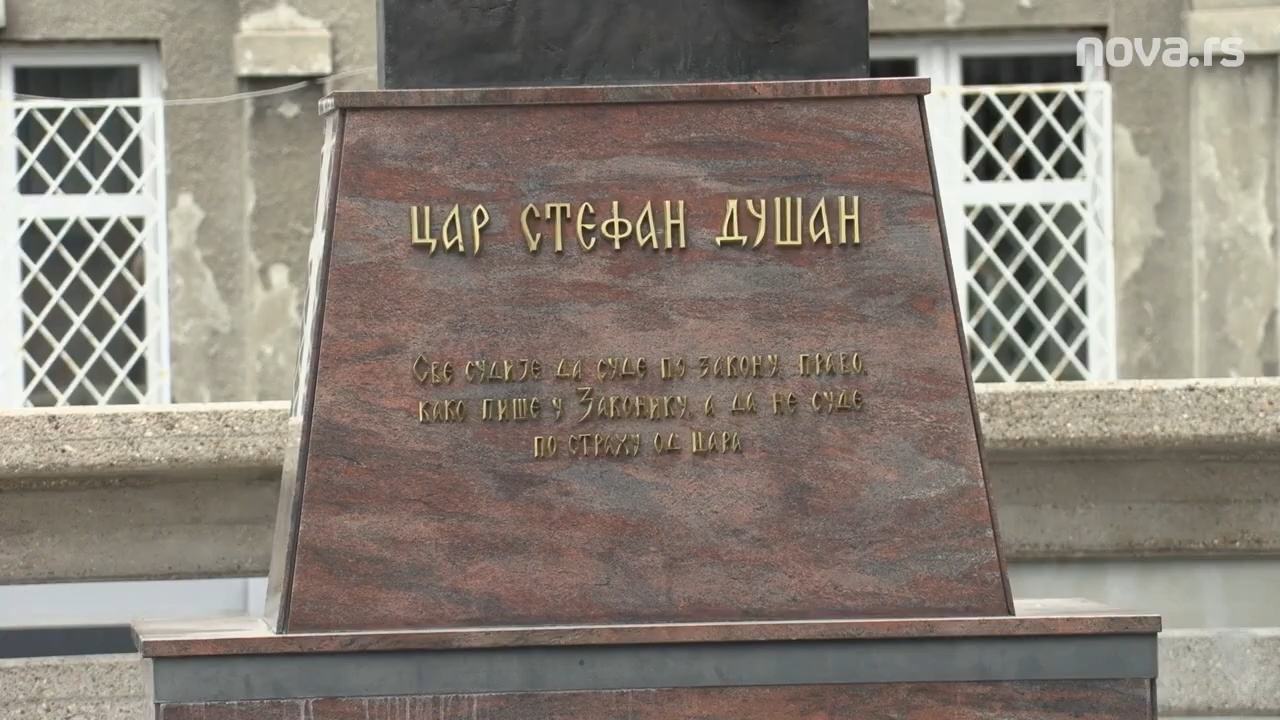 nova.rs
ЦАР СТЕФАН ДУШАН
Све судије да суде по закону, право,
како пише у Законику, а да не суде
по страху од цара